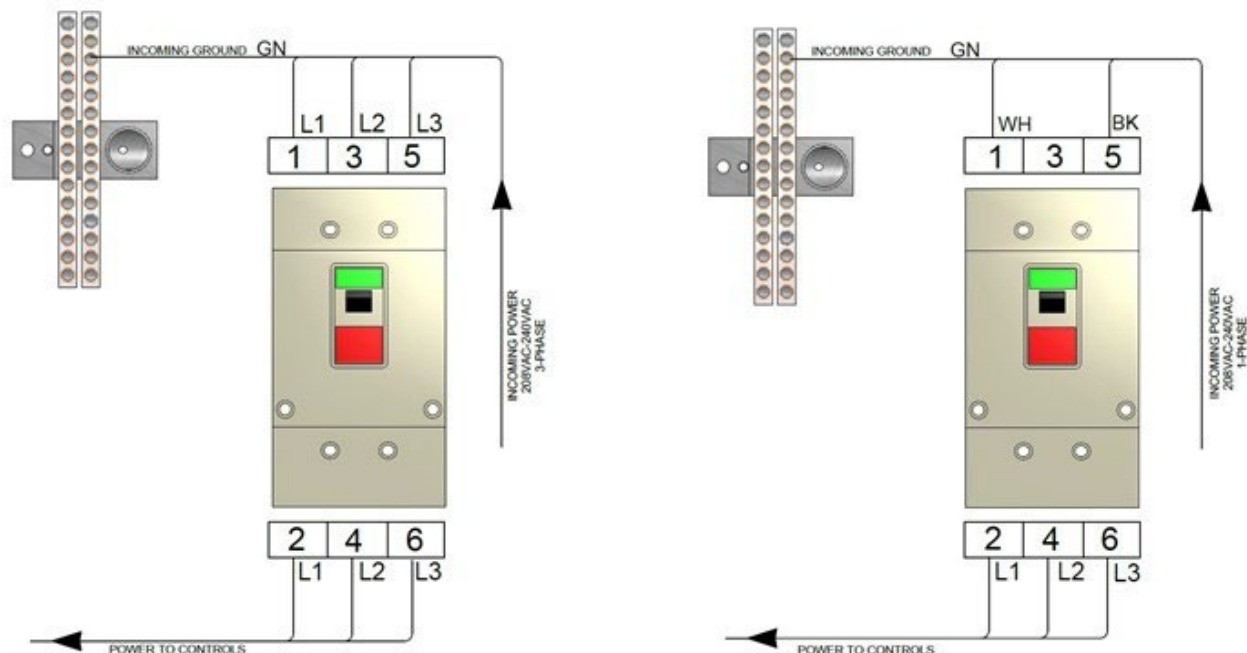 INCOMING GROUND GN
L1 L2 L3
1 3 5
INCOMING POWER
208VAC-240VAC
3-PHASE
2 4 6
L1 L2 L3
POWER TO CONTROLS
INCOMING GROUND GN
WH BK
1 3 5
INCOMING POWER
208VAC-240VAC
1-PHASE
2 4 6
L1 L2 L3
POWER TO CONTROLS